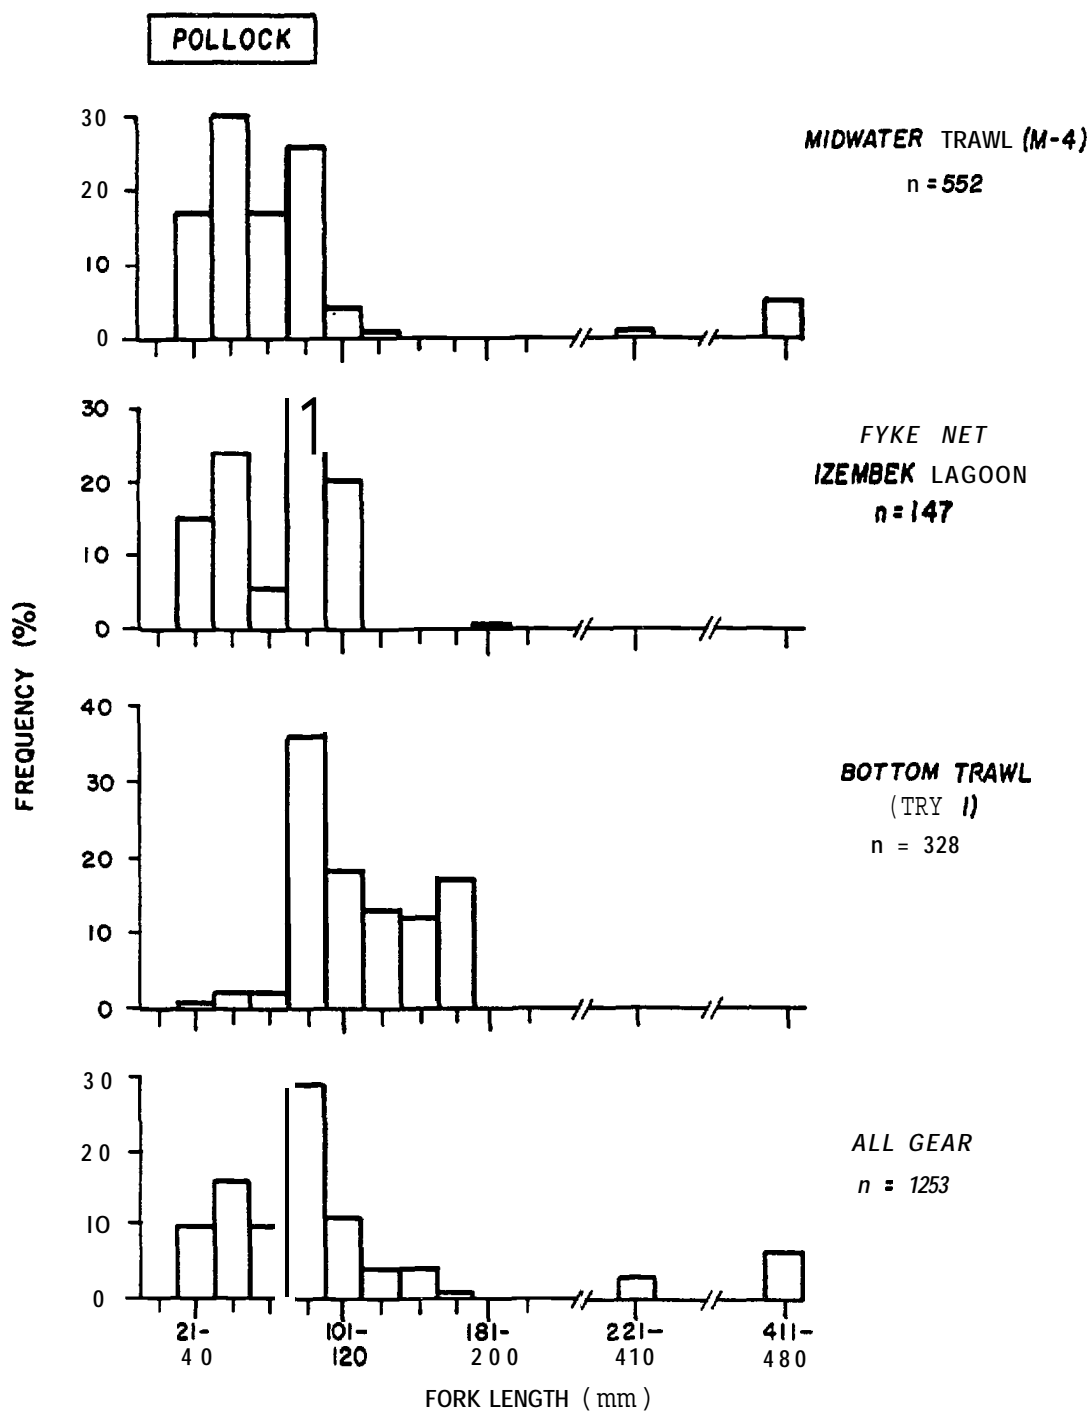 POLLOCK
30
20
10
0
MIDWATER TRAWL (M-4)
n = 552
30
20
10
0
1
FYKE NET
IZEMBEK LAGOON
n = 147
FREQUENCY (%)
40
30
20
10
0
BOTTOM TRAWL
(TRY 1)
n = 328
30
20
10
0
ALL GEAR
n = 1253
21- 101- 181- 221- 411-
40 120 200 410 480
FORK LENGTH (mm)